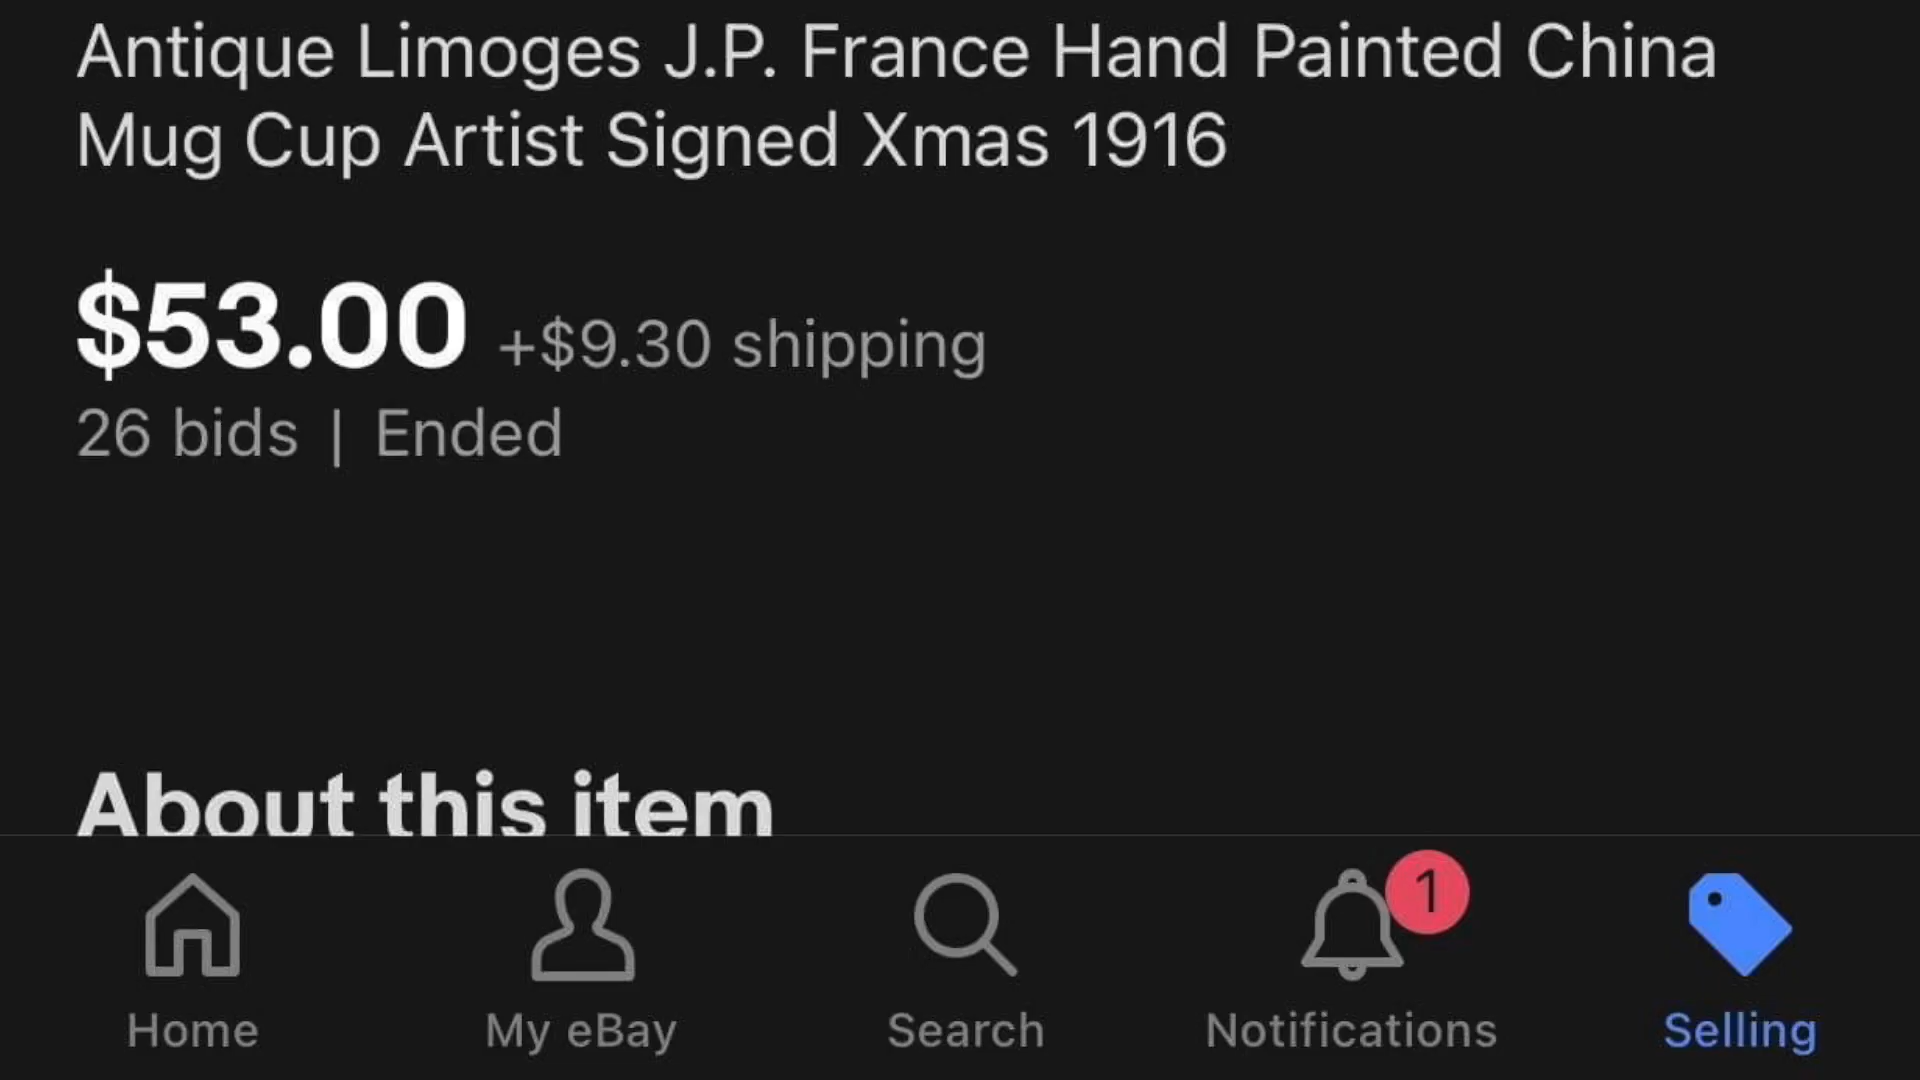 Antique Limoges J.P. France Hand Painted China
Mug Cup Artist Signed Xmas 1916
$53.00 +$9.30 shipping
26 bids | Ended
About this item
1
Home My eBay Search Notifications Selling